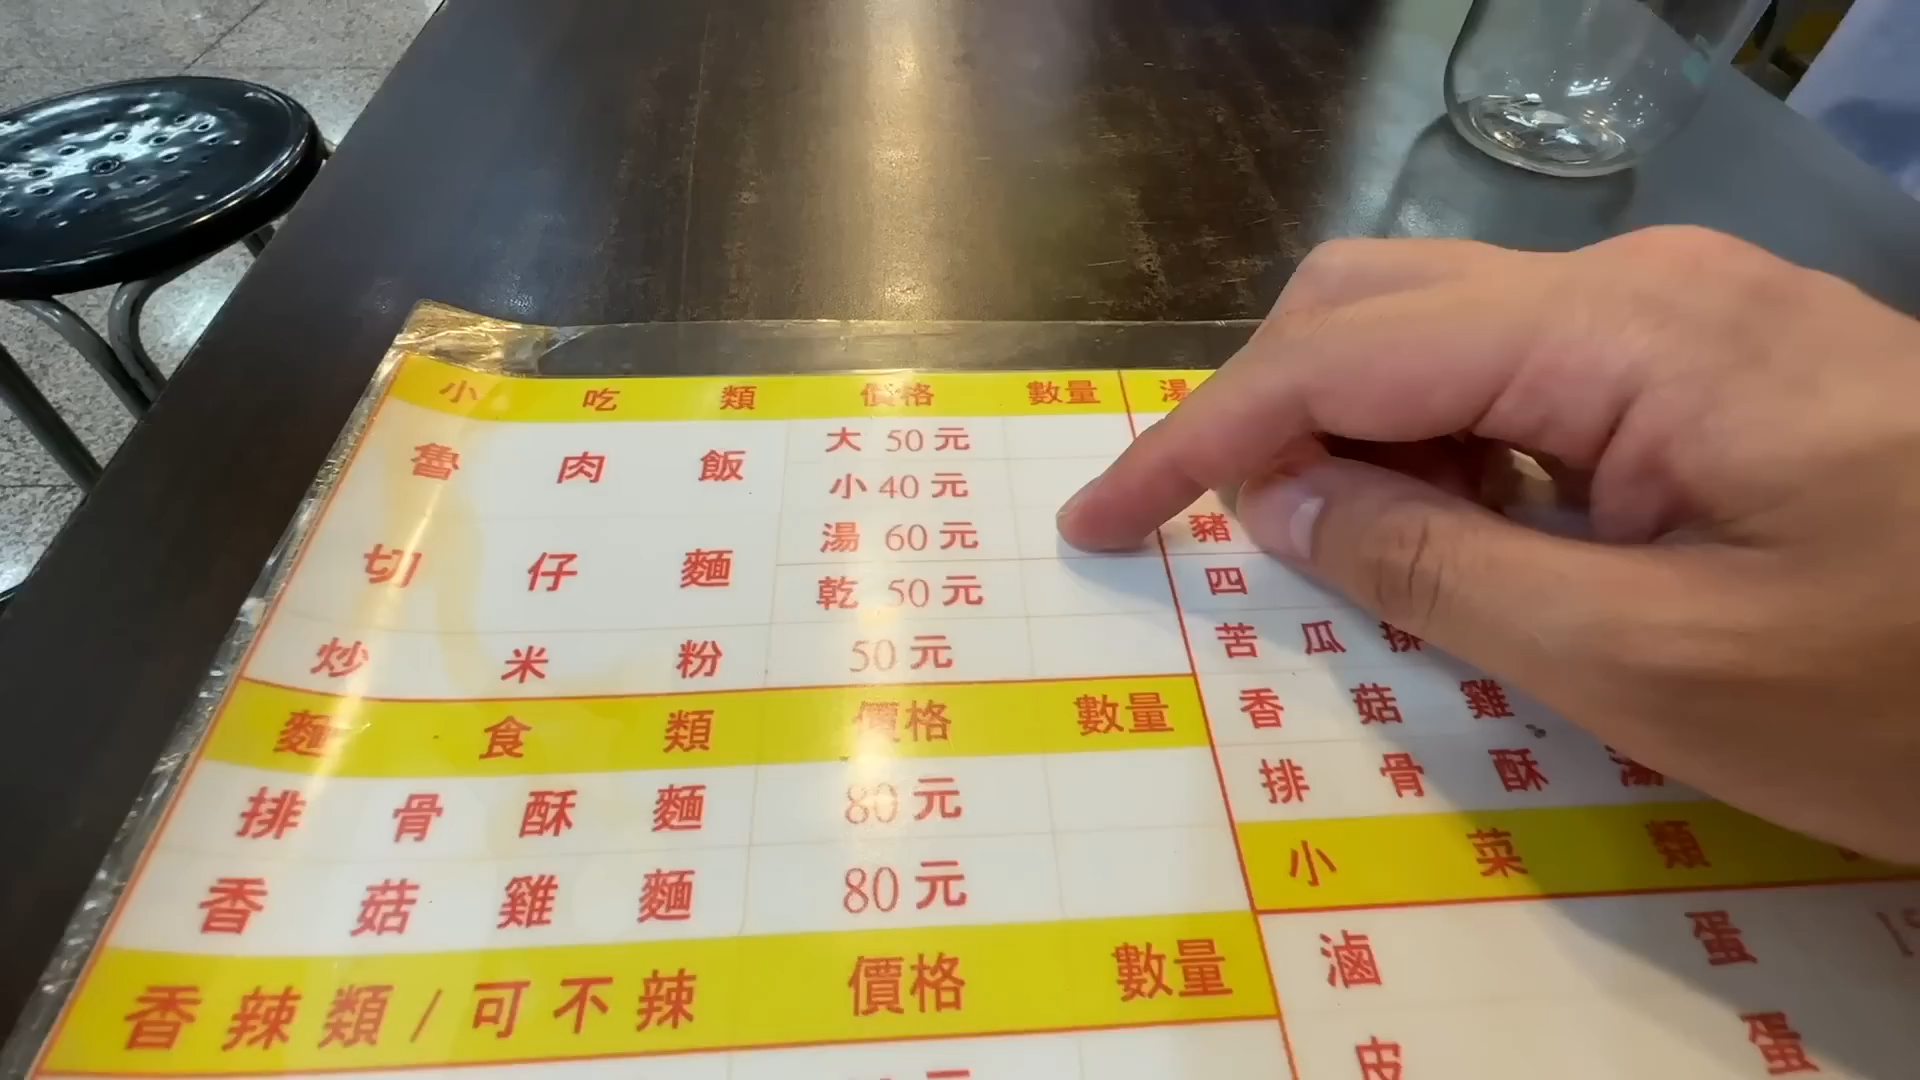 小吃類 價格 數量
魯肉飯 大 50元
小 40元
切仔麵 湯 60元
乾 50元
炒米粉 50元
麵食類 價格 數量
排骨酥麵 80元
香菇雞麵 80元
香辣類/可不辣 價格 數量
湯
豬
四
苦瓜排
香菇雞
排骨酥湯
小菜類
滷蛋
皮蛋